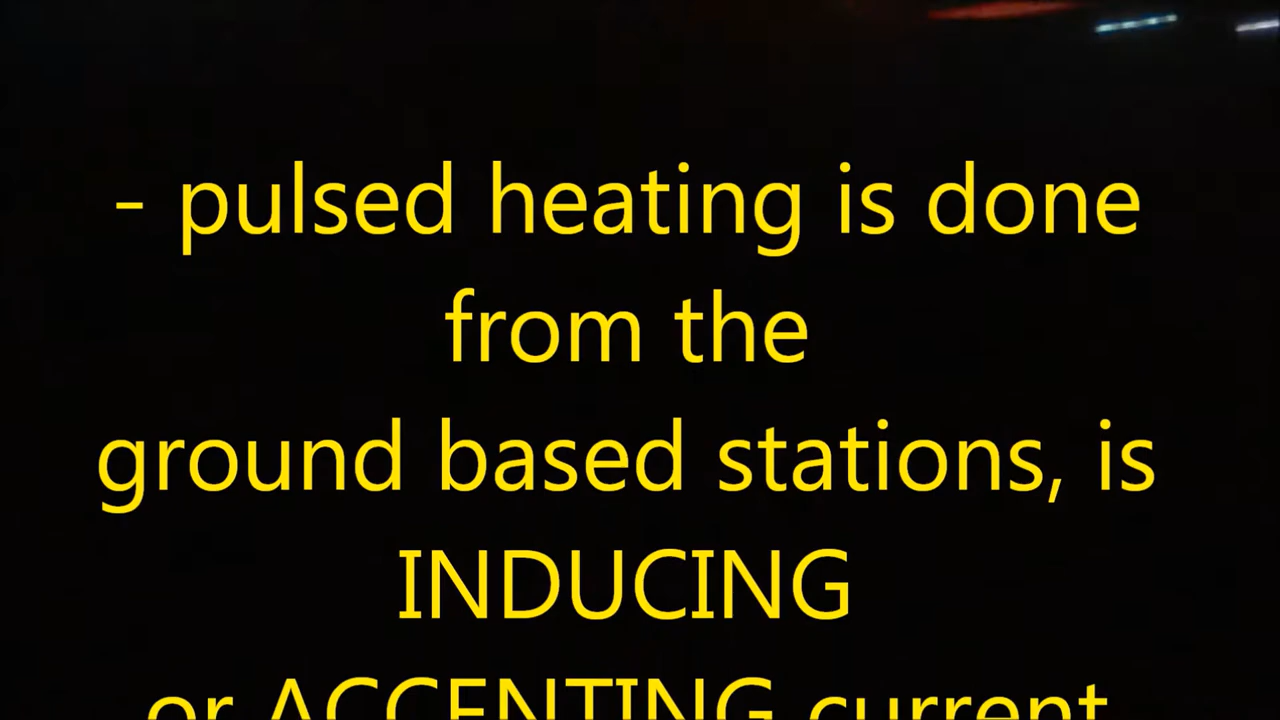 - pulsed heating is done
from the
ground based stations, is
INDUCING
or ACCENTING current